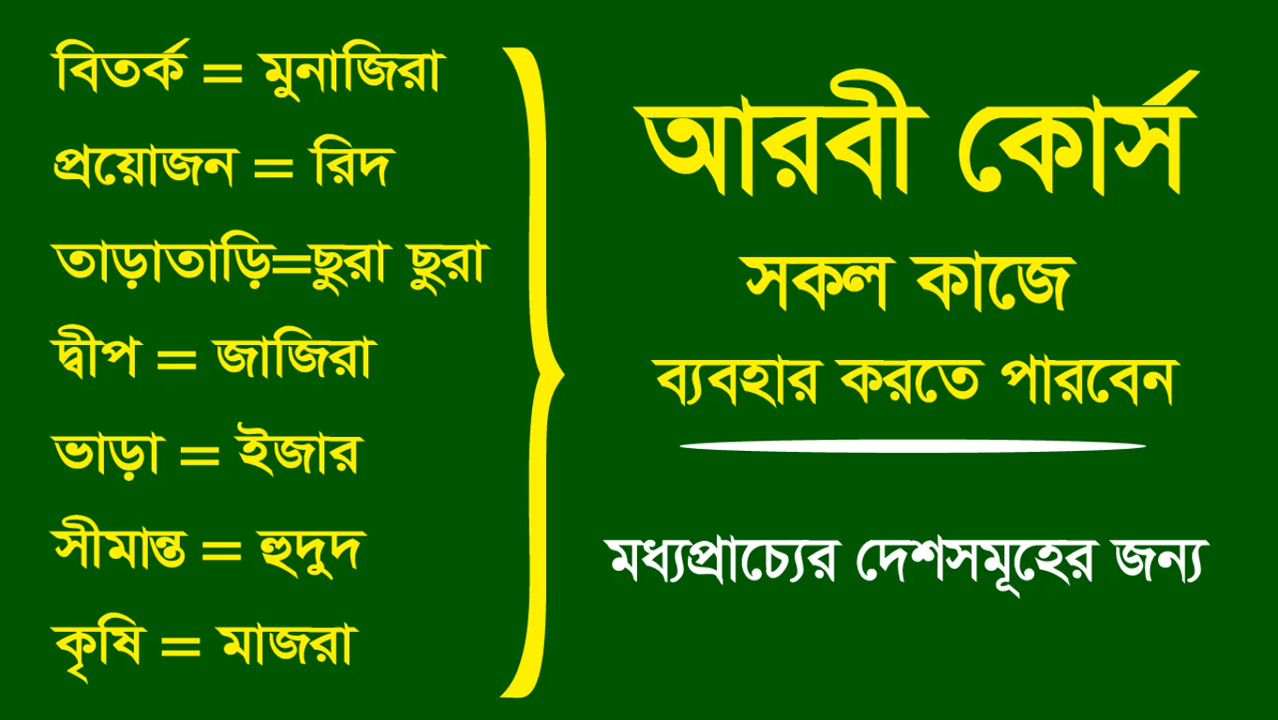 বিতর্ক = মুনাজিরা
প্রয়োজন = রিদ
তাড়াতাড়ি=ছুরা ছুরা
দ্বীপ = জাজিরা
ভাড়া = ইজার
সীমান্ত = হুদুদ
কৃষি = মাজরা
আরবী কোর্স
সকল কাজে
ব্যবহার করতে পারবেন
মধ্যপ্রাচ্যের দেশসমূহের জন্য